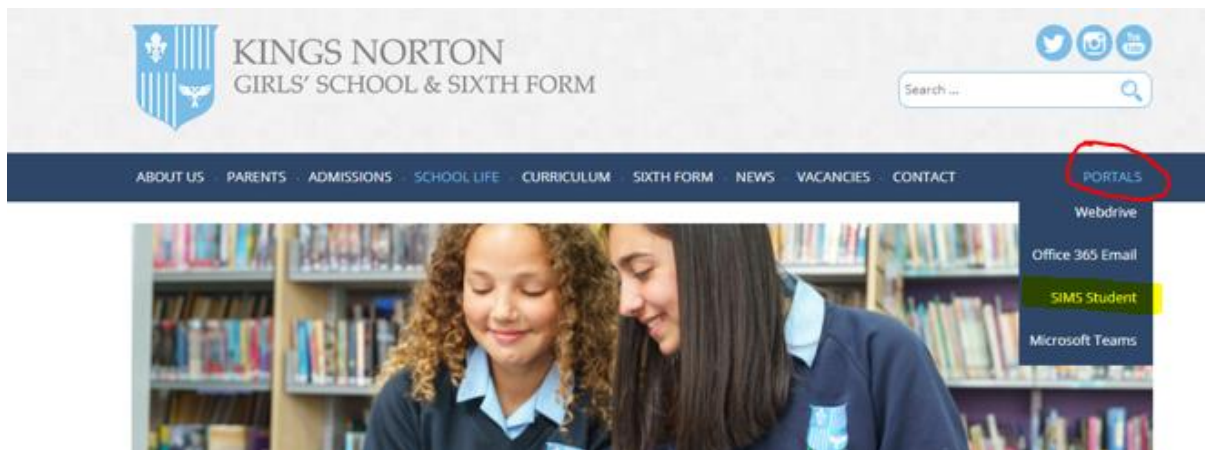 KINGS NORTON
GIRLS' SCHOOL & SIXTH FORM
Search ...
ABOUT US PARENTS ADMISSIONS SCHOOL LIFE CURRICULUM SIXTH FORM NEWS VACANCIES CONTACT PORTALS
Webdrive
Office 365 Email
SIMS Student
Microsoft Teams